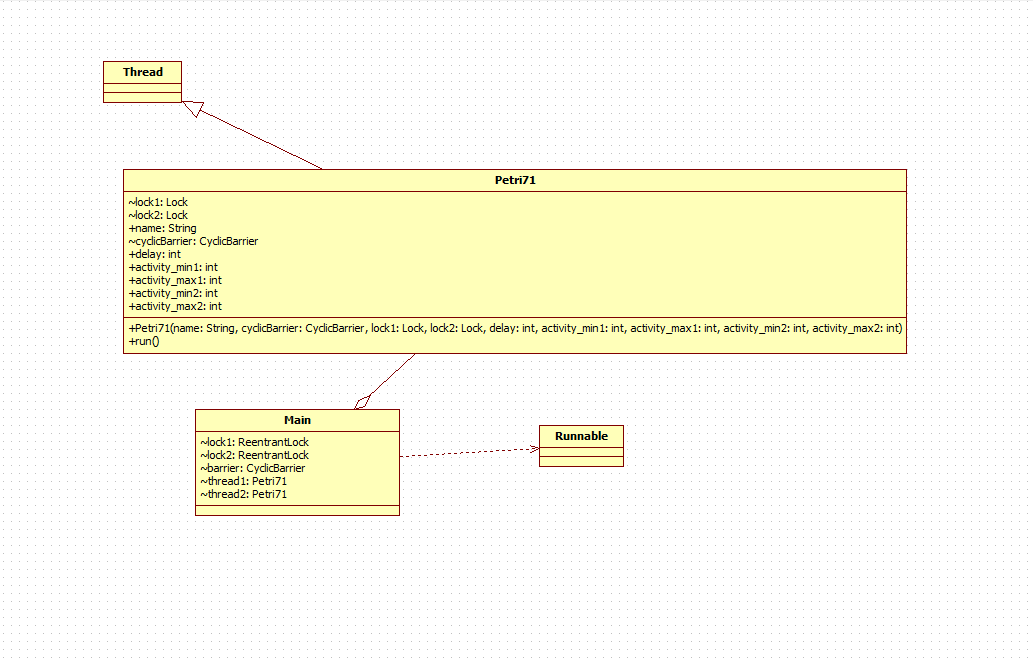 Thread
Petri71
~lock1: Lock
~lock2: Lock
+name: String
~cyclicBarrier: CyclicBarrier
+delay: int
+activity_min1: int
+activity_max1: int
+activity_min2: int
+activity_max2: int
+Petri71(name: String, cyclicBarrier: CyclicBarrier, lock1: Lock, lock2: Lock, delay: int, activity_min1: int, activity_max1: int, activity_min2: int, activity_max2: int)
+run()
Main
~lock1: ReentrantLock
~lock2: ReentrantLock
~barrier: CyclicBarrier
~thread1: Petri71
~thread2: Petri71
Runnable